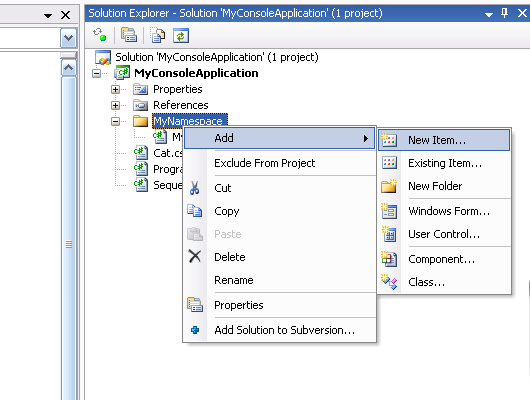 Solution Explorer - Solution 'MyConsoleApplication' (1 project)
Solution 'MyConsoleApplication' (1 project)
MyConsoleApplication
Properties
References
MyNamespace
Add
New Item...
Exclude From Project
Existing Item...
New Folder
Cut
Copy
Windows Form...
Paste
User Control...
Delete
Component...
Rename
Class...
Properties
Add Solution to Subversion...